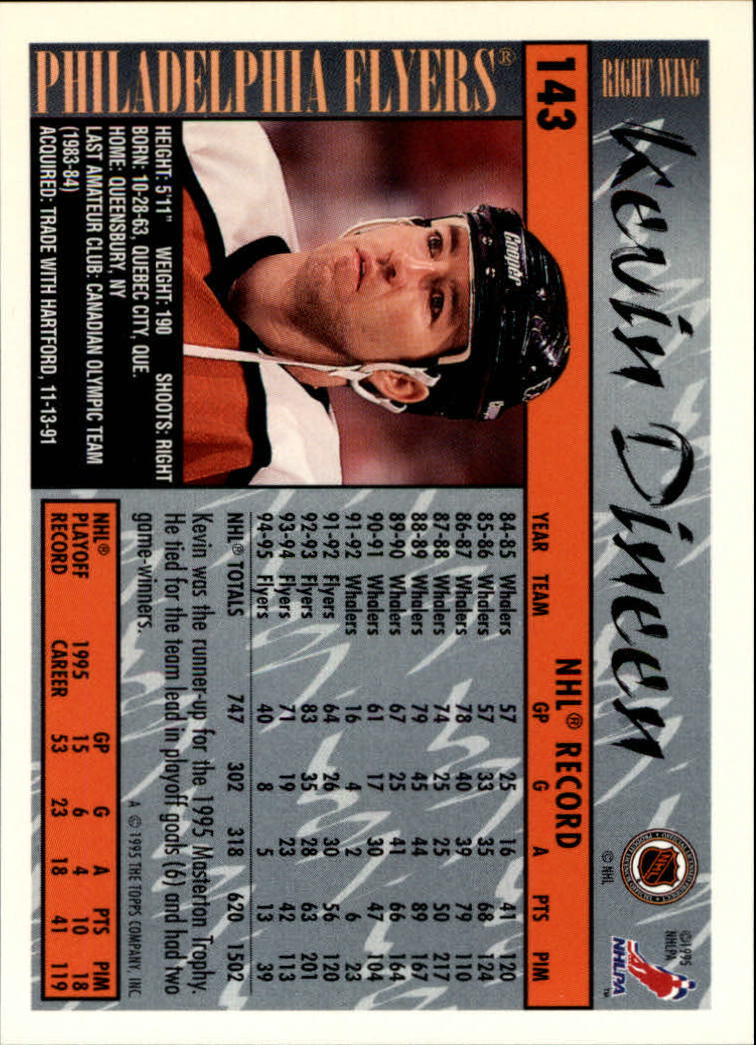 RIGHT WING
Kevin Dineen
© NHL
OFFICIAL LICENSED PRODUCT
NHL
©1995
NHLPA
NHLPA™
143
PHILADELPHIA FLYERS®
Cooper
HEIGHT: 5'11" WEIGHT: 190 SHOOTS: RIGHT
BORN: 10-28-63, QUEBEC CITY, QUE.
HOME: QUEENSBURY, NY
LAST AMATEUR CLUB: CANADIAN OLYMPIC TEAM
(1983-84)
ACQUIRED: TRADE WITH HARTFORD, 11-13-91
NHL® RECORD
YEAR TEAM GP G A PTS PIM
84-85 Whalers 57 25 16 41 120
85-86 Whalers 57 33 35 68 124
86-87 Whalers 78 40 39 79 110
87-88 Whalers 74 25 25 50 217
88-89 Whalers 79 45 44 89 167
89-90 Whalers 67 25 41 66 164
90-91 Whalers 61 17 30 47 104
91-92 Whalers 16 4 2 6 23
91-92 Flyers 64 26 30 56 120
92-93 Flyers 83 35 28 63 201
93-94 Flyers 71 19 23 42 113
94-95 Flyers 40 8 5 13 39
NHL® TOTALS 747 302 318 620 1502
Kevin was the runner-up for the 1995 Masterton Trophy.
He tied for the team lead in playoff goals (6) and had two
game-winners.
A © 1995 THE TOPPS COMPANY, INC.
NHL® GP G A PTS PIM
PLAYOFF 1995 15 6 4 10 18
RECORD CAREER 53 23 18 41 119